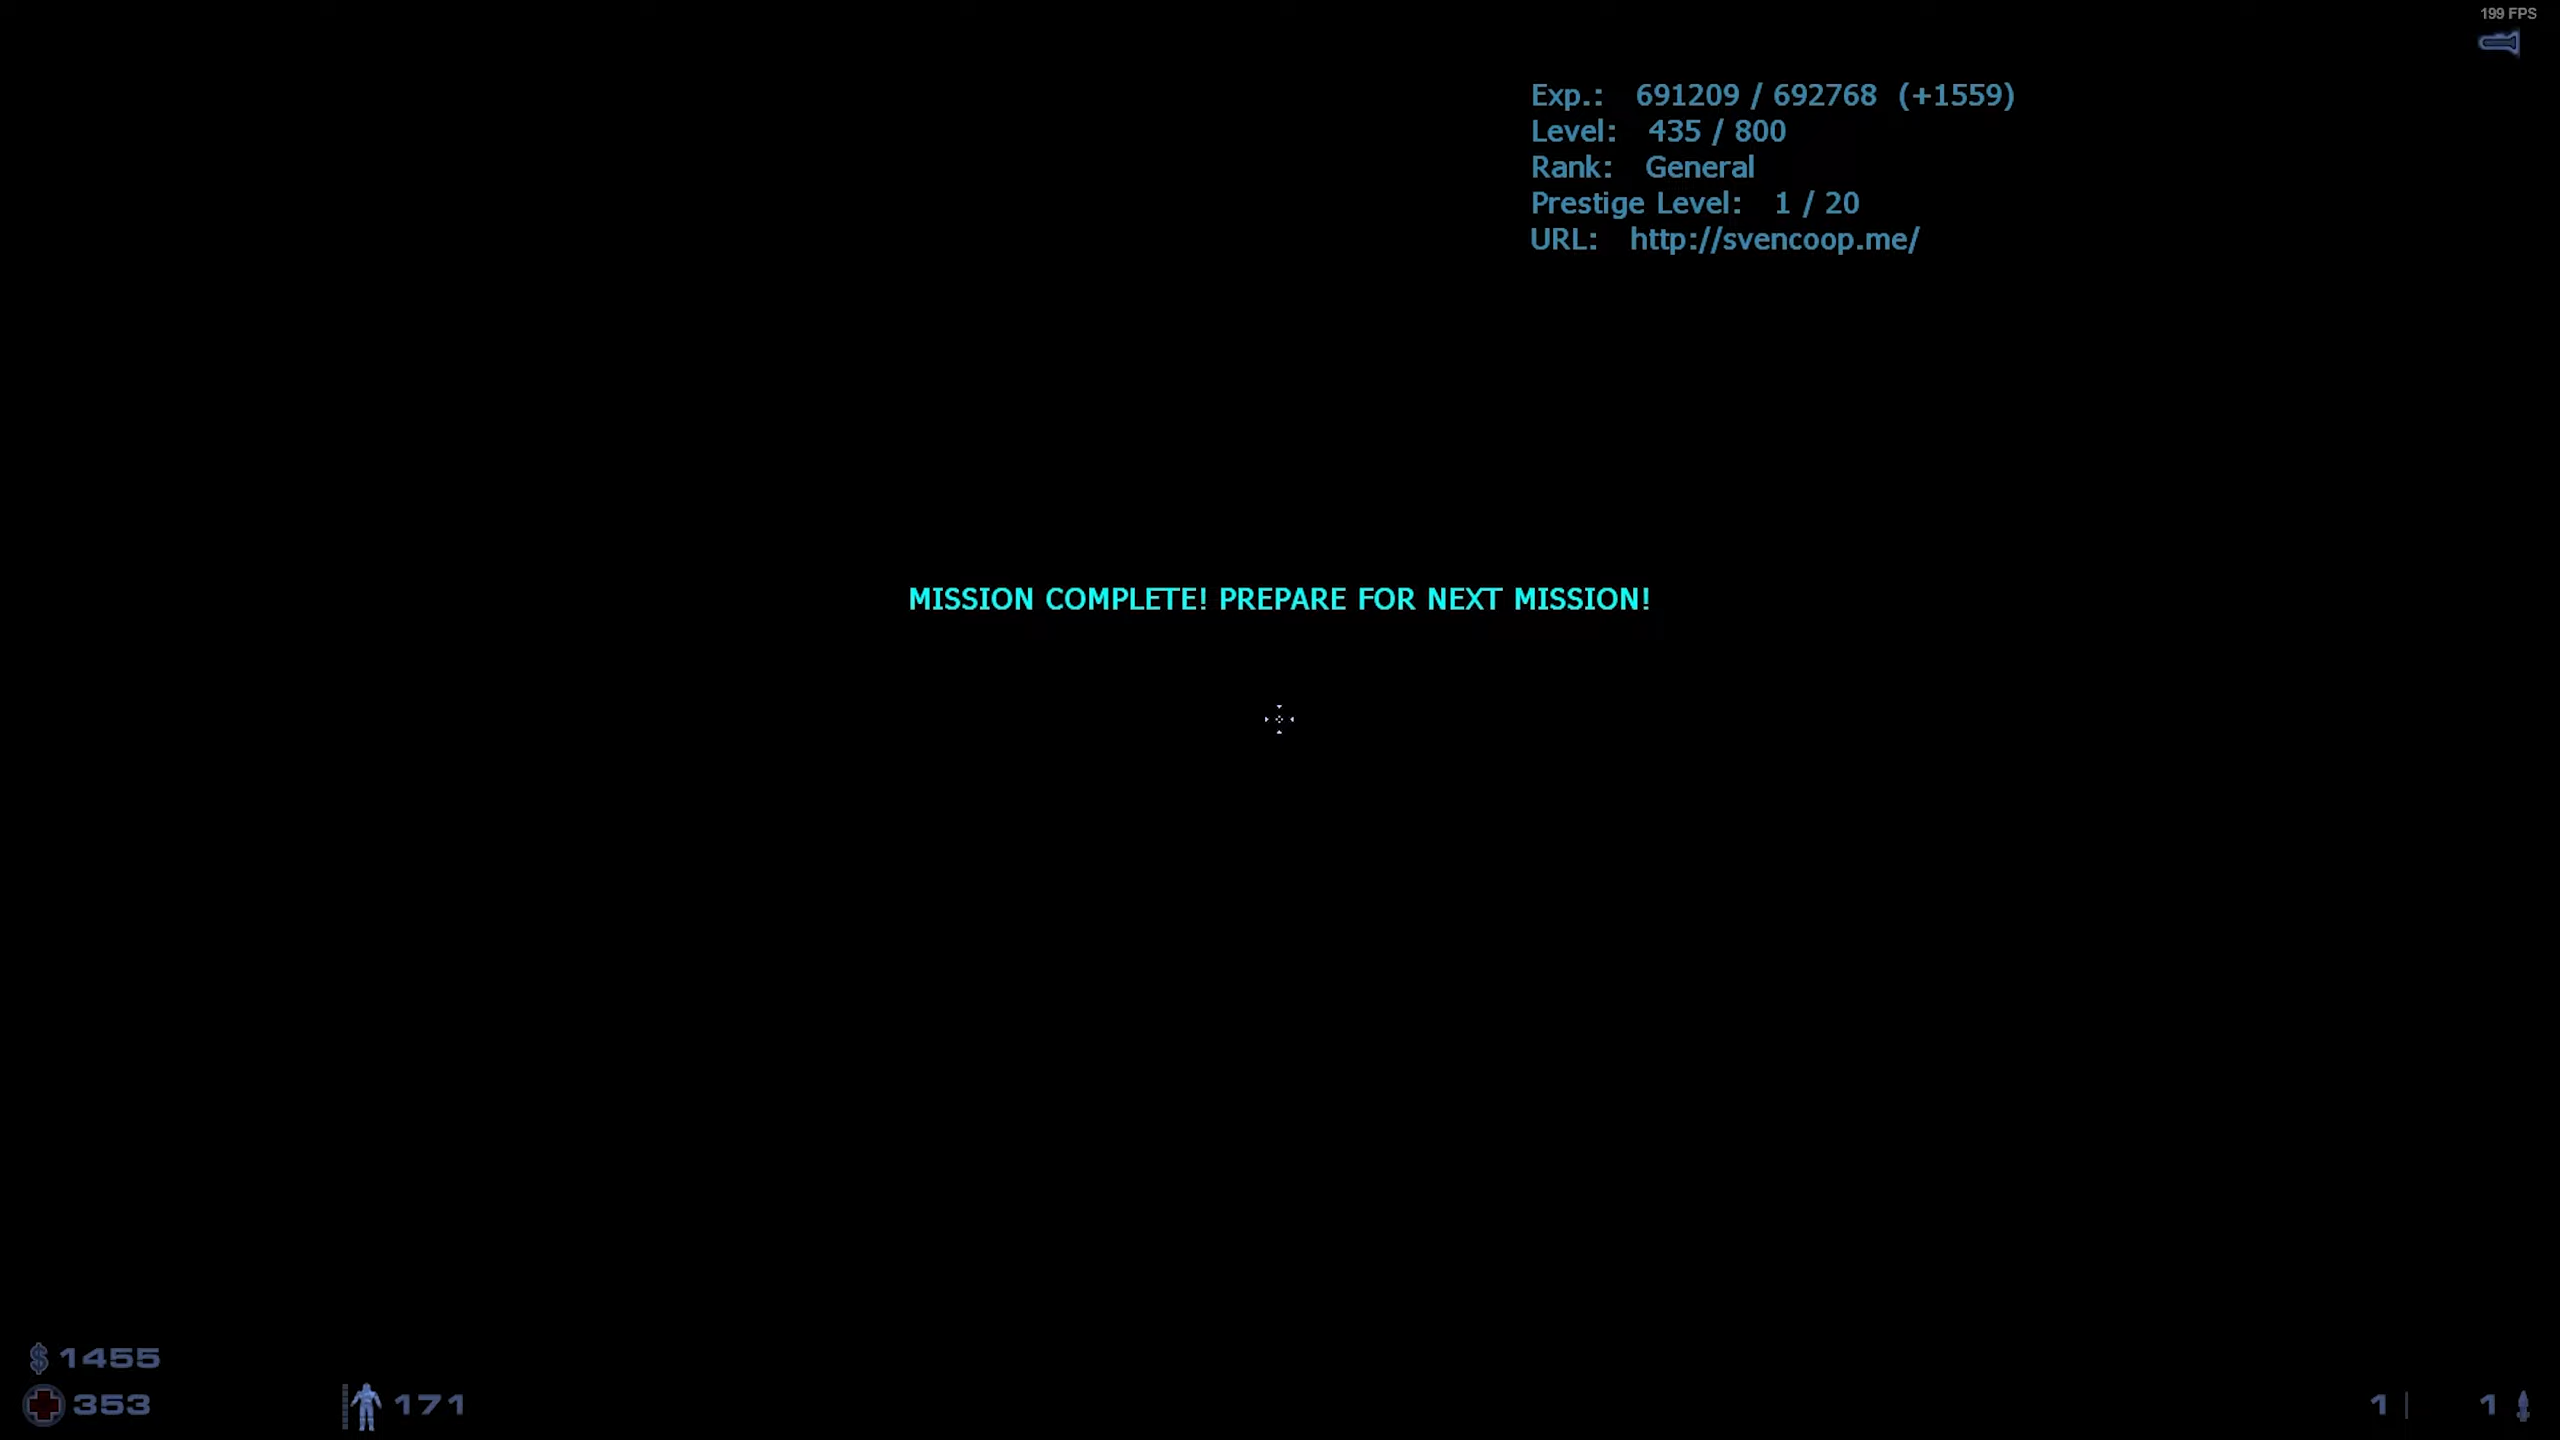 199 FPS
Exp.: 691209 / 692768 (+1559)
Level: 435 / 800
Rank: General
Prestige Level: 1 / 20
URL: http://svencoop.me/
MISSION COMPLETE! PREPARE FOR NEXT MISSION!
$ 1455
353 171 1 | 1